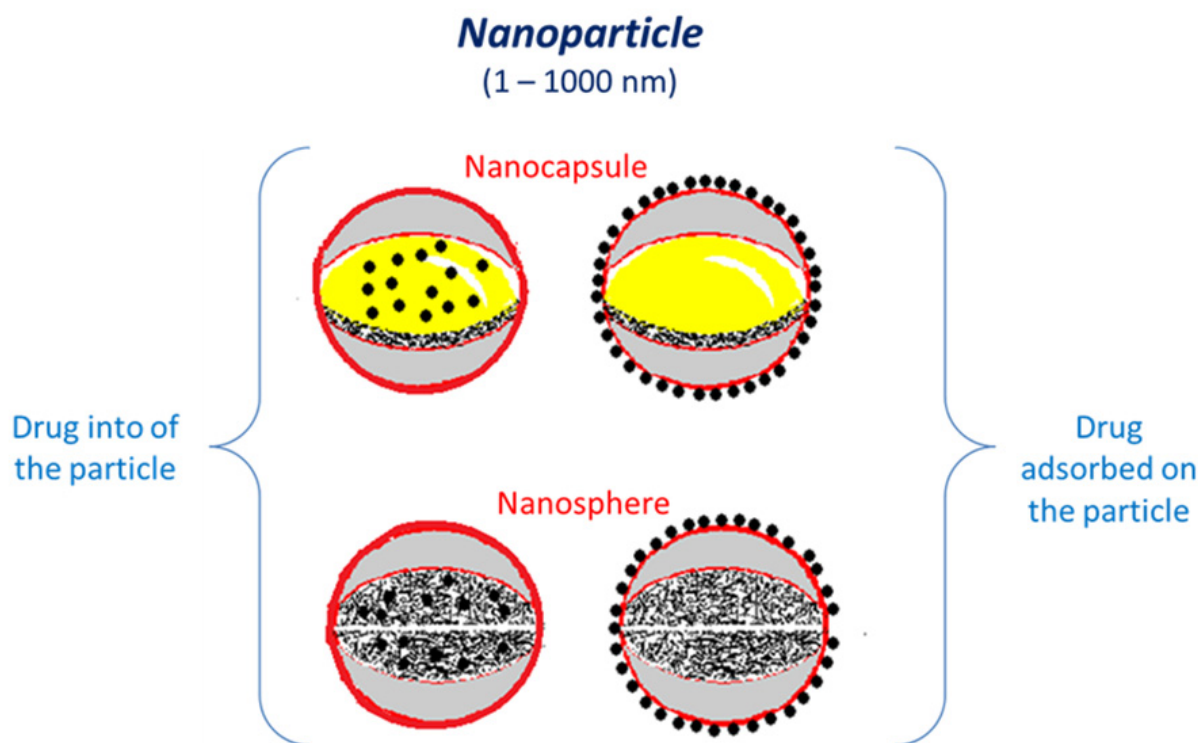 Nanoparticle
(1 – 1000 nm)
Nanocapsule
Drug into of
the particle
Drug
adsorbed on
the particle
Nanosphere